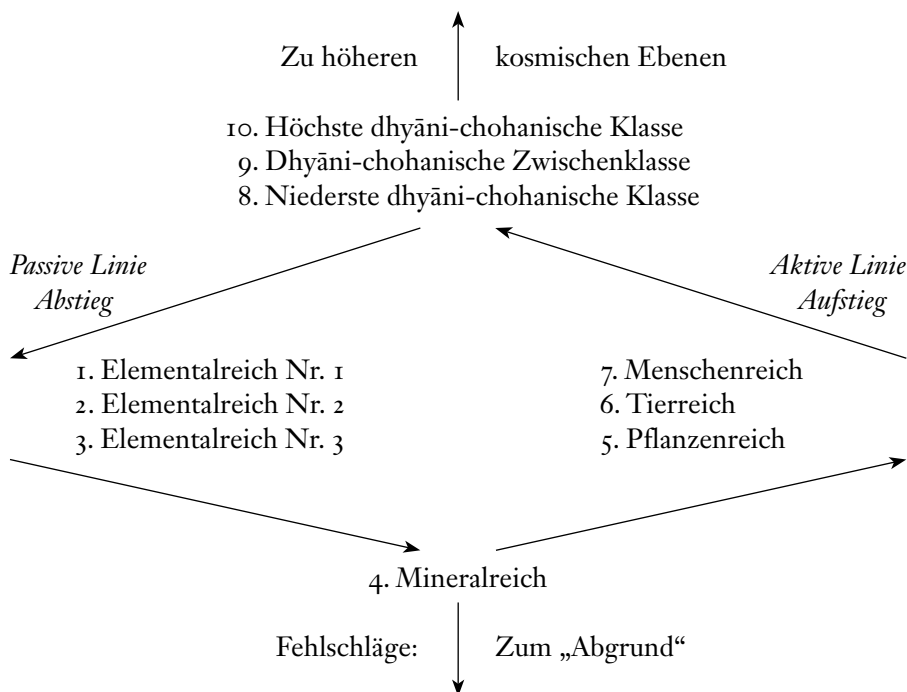 Zu höheren kosmischen Ebenen
10. Höchste dhyāni-chohanische Klasse
9. Dhyāni-chohanische Zwischenklasse
8. Niederste dhyāni-chohanische Klasse
Passive Linie
Abstieg
Aktive Linie
Aufstieg
1. Elementalreich Nr. 1
2. Elementalreich Nr. 2
3. Elementalreich Nr. 3
7. Menschenreich
6. Tierreich
5. Pflanzenreich
4. Mineralreich
Fehlschläge: Zum „Abgrund“